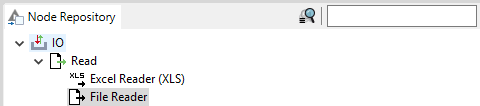 Node Repository
IO
Read
XLS Excel Reader (XLS)
File Reader